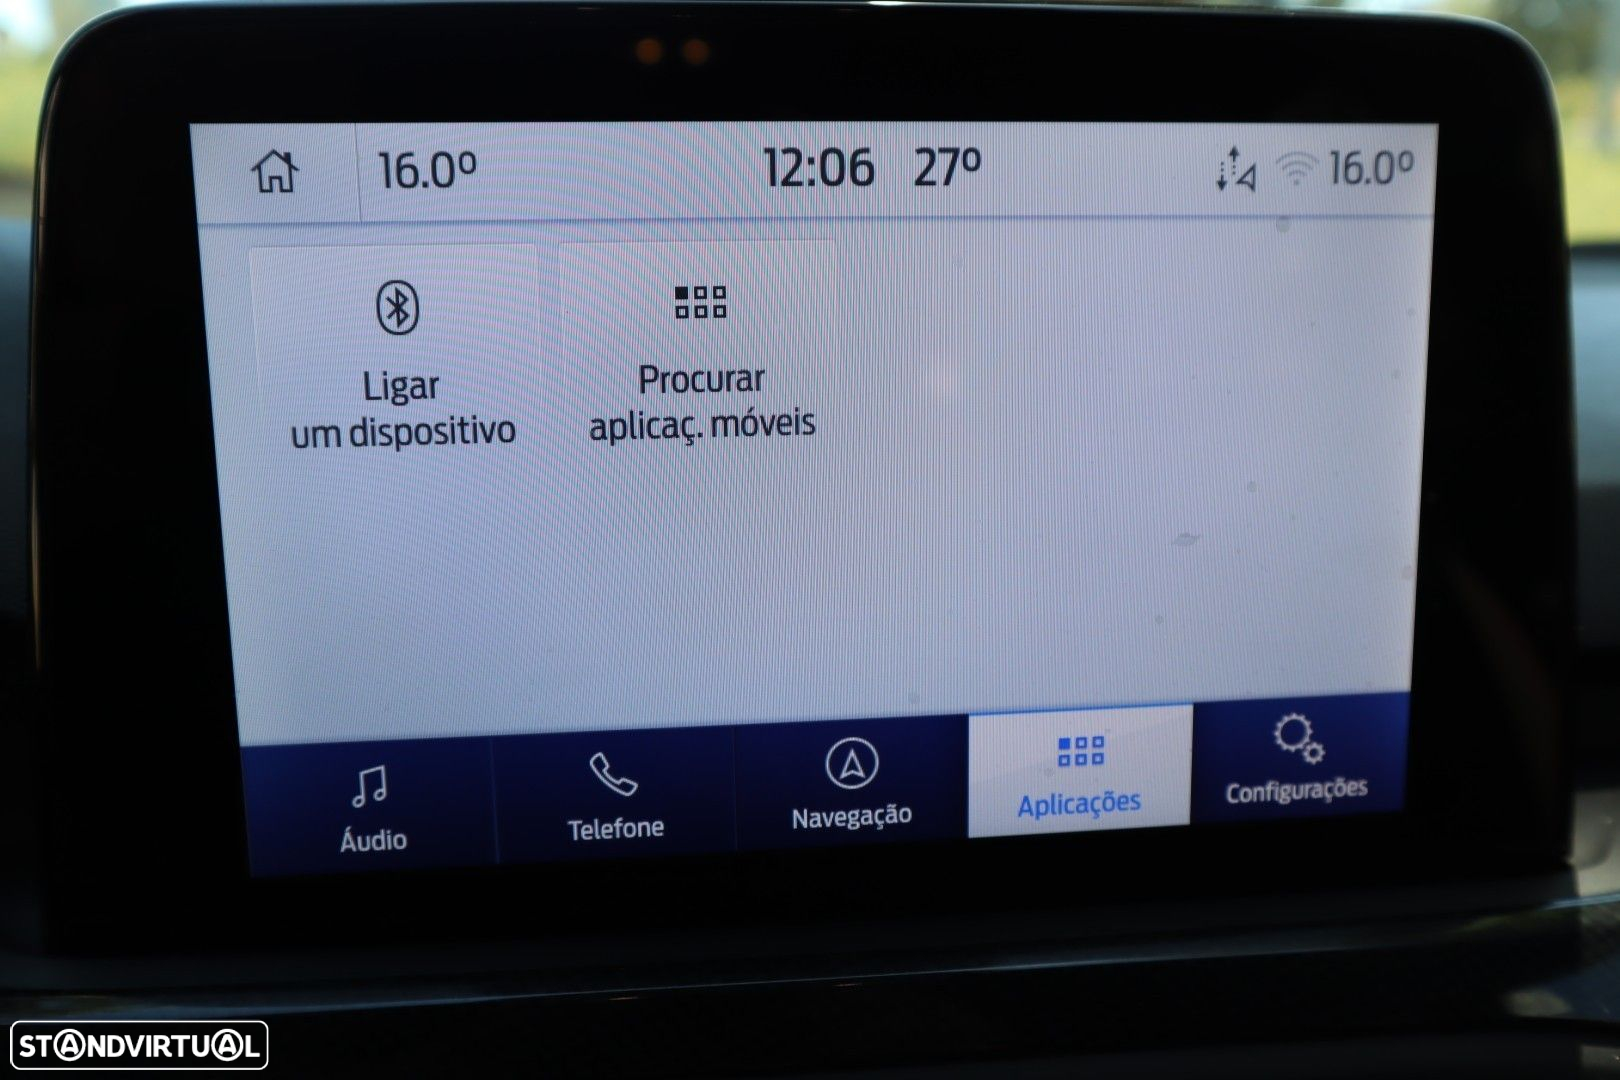 16.0º
12:06
27º
16.0º
Ligar
um dispositivo
Procurar
aplicaç. móveis
Áudio
Telefone
Navegação
Aplicações
Configurações
STANDVIRTUAL